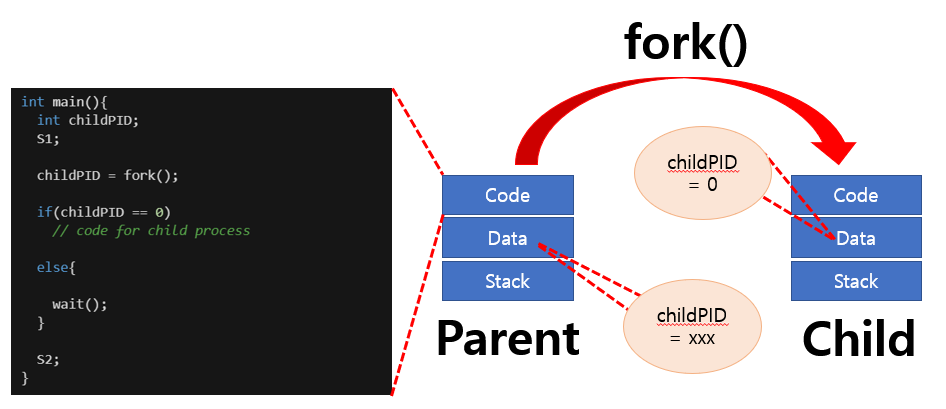 fork()
int main(){
int childPID;
S1;
childPID = fork();
if(childPID == 0)
// code for child process
else{
wait();
}
S2;
}
Code
Data
Stack
Parent
childPID
= xxx
childPID
= 0
Code
Data
Stack
Child